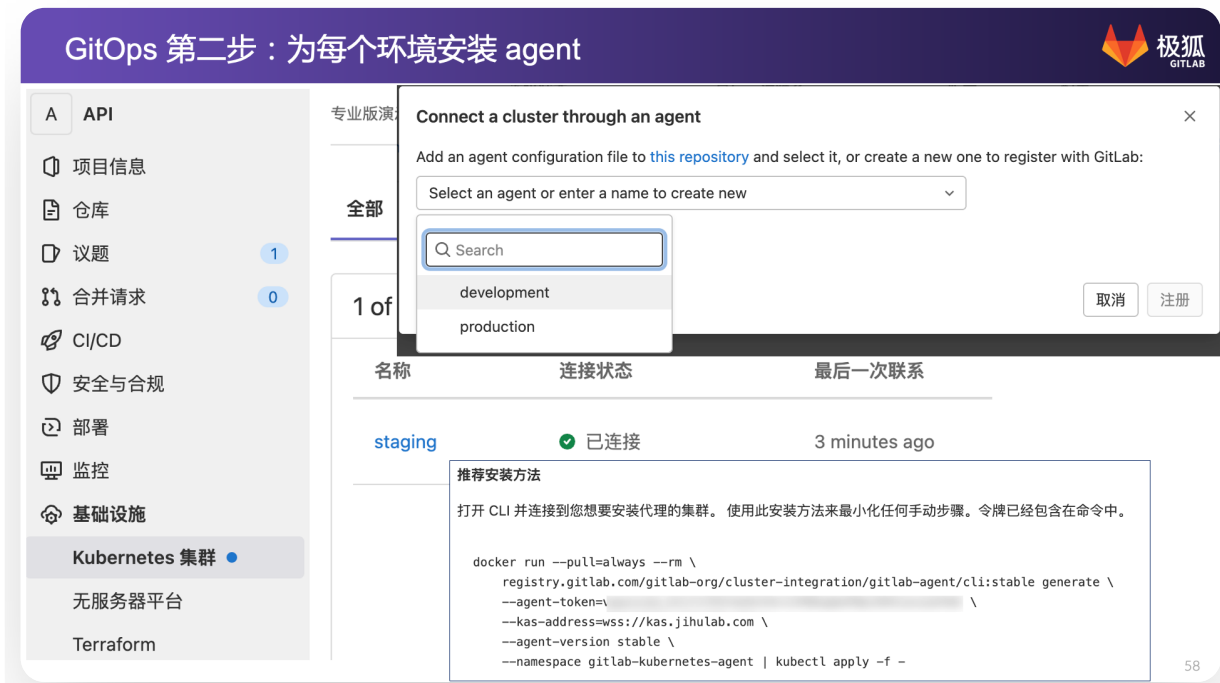 GitOps 第二步：为每个环境安装 agent
极狐
GITLAB
A API
项目信息
仓库
议题 1
合并请求 0
CI/CD
安全与合规
部署
监控
基础设施
Kubernetes 集群
无服务器平台
Terraform
专业版演
全部
1 of
Connect a cluster through an agent
Add an agent configuration file to this repository and select it, or create a new one to register with GitLab:
Select an agent or enter a name to create new
Search
development
production
取消 注册
名称 连接状态 最后一次联系
staging 已连接 3 minutes ago
推荐安装方法
打开 CLI 并连接到您想要安装代理的集群。 使用此安装方法来最小化任何手动步骤。令牌已经包含在命令中。
docker run --pull=always --rm \
registry.gitlab.com/gitlab-org/cluster-integration/gitlab-agent/cli:stable generate \
--agent-token= \
--kas-address=wss://kas.jihulab.com \
--agent-version stable \
--namespace gitlab-kubernetes-agent | kubectl apply -f -
58